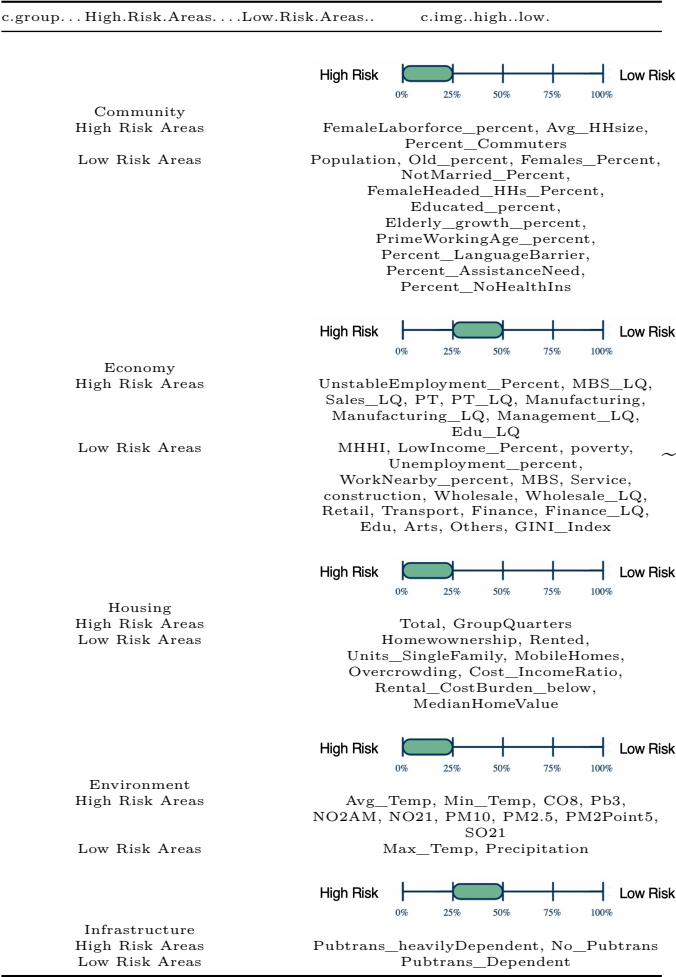 c.group...High.Risk.Areas....Low.Risk.Areas.. c.img..high..low.
High Risk Low Risk
0% 25% 50% 75% 100%
Community
High Risk Areas FemaleLaborforce_percent, Avg_HHsize,
Percent_Commuters
Low Risk Areas Population, Old_percent, Females_Percent,
NotMarried_Percent,
FemaleHeaded_HHs_Percent,
Educated_percent,
Elderly_growth_percent,
PrimeWorkingAge_percent,
Percent_LanguageBarrier,
Percent_AssistanceNeed,
Percent_NoHealthIns
High Risk Low Risk
0% 25% 50% 75% 100%
Economy
High Risk Areas UnstableEmployment_Percent, MBS_LQ,
Sales_LQ, PT, PT_LQ, Manufacturing,
Manufacturing_LQ, Management_LQ,
Edu_LQ
Low Risk Areas MHHI, LowIncome_Percent, poverty, ~
Unemployment_percent,
WorkNearby_percent, MBS, Service,
construction, Wholesale, Wholesale_LQ,
Retail, Transport, Finance, Finance_LQ,
Edu, Arts, Others, GINI_Index
High Risk Low Risk
0% 25% 50% 75% 100%
Housing
High Risk Areas Total, GroupQuarters
Low Risk Areas Homewownership, Rented,
Units_SingleFamily, MobileHomes,
Overcrowding, Cost_IncomeRatio,
Rental_CostBurden_below,
MedianHomeValue
High Risk Low Risk
0% 25% 50% 75% 100%
Environment
High Risk Areas Avg_Temp, Min_Temp, CO8, Pb3,
NO2AM, NO21, PM10, PM2.5, PM2Point5,
SO21
Low Risk Areas Max_Temp, Precipitation
High Risk Low Risk
0% 25% 50% 75% 100%
Infrastructure
High Risk Areas Pubtrans_heavilyDependent, No_Pubtrans
Low Risk Areas Pubtrans_Dependent